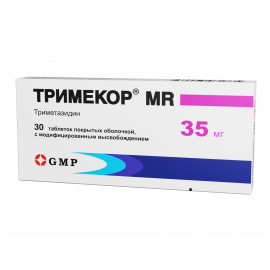 ТРИМЕКОР® MR
Триметазидин
30 таблеток покрытых оболочкой,
с модифицированным высвобождением
35 мг
GMP